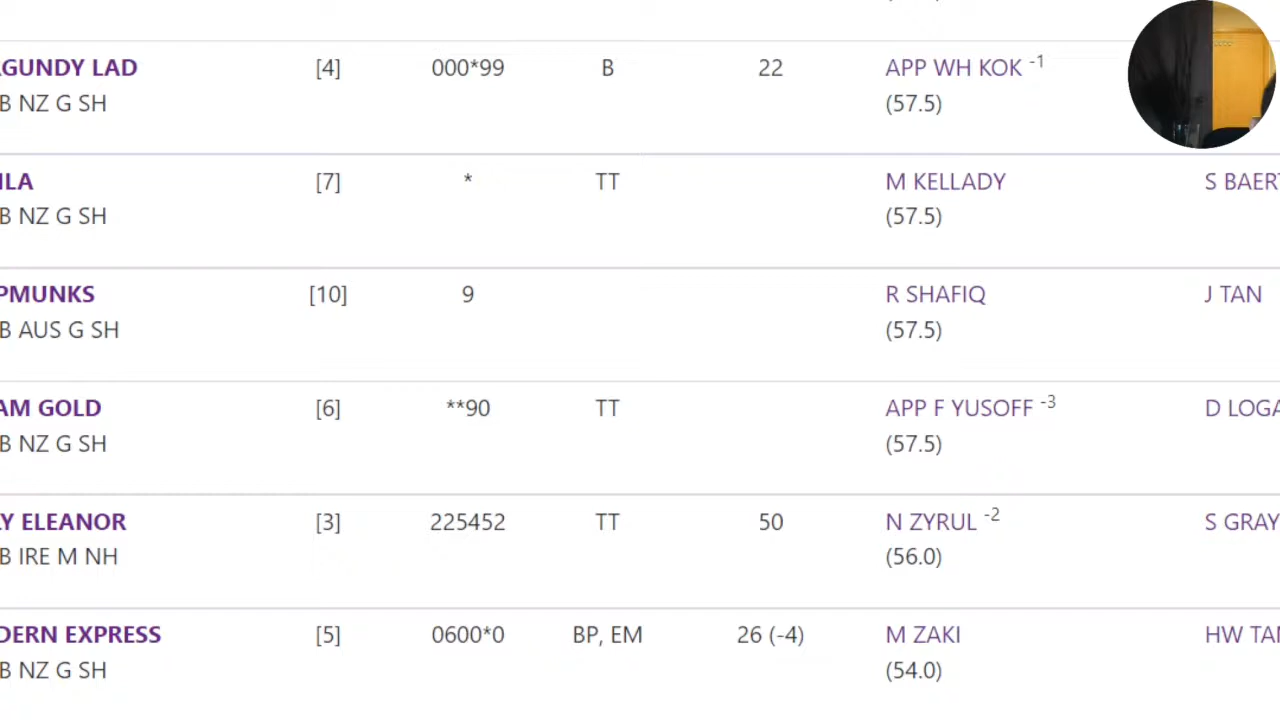 GUNDY LAD [4] 000*99 B 22 APP WH KOK -1
B NZ G SH (57.5)
LA [7] * TT M KELLADY S BAER
B NZ G SH (57.5)
PMUNKS [10] 9 R SHAFIQ J TAN
B AUS G SH (57.5)
AM GOLD [6] **90 TT APP F YUSOFF -3 D LOGA
B NZ G SH (57.5)
Y ELEANOR [3] 225452 TT 50 N ZYRUL -2 S GRAY
B IRE M NH (56.0)
DERN EXPRESS [5] 0600*0 BP, EM 26 (-4) M ZAKI HW TAN
B NZ G SH (54.0)